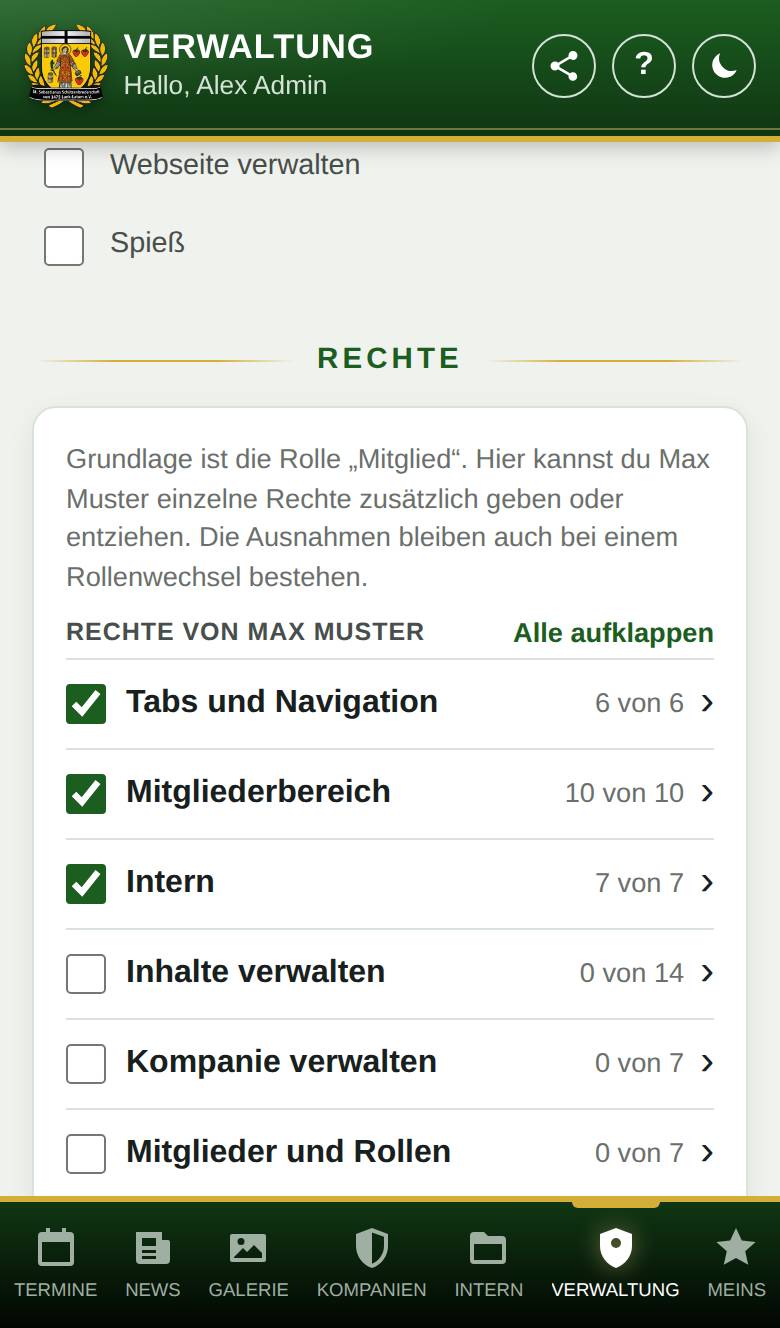 VERWALTUNG
Hallo, Alex Admin
?
Webseite verwalten
Spieß
RECHTE
Grundlage ist die Rolle „Mitglied“. Hier kannst du Max
Muster einzelne Rechte zusätzlich geben oder
entziehen. Die Ausnahmen bleiben auch bei einem
Rollenwechsel bestehen.
RECHTE VON MAX MUSTER Alle aufklappen
Tabs und Navigation 6 von 6 ›
Mitgliederbereich 10 von 10 ›
Intern 7 von 7 ›
Inhalte verwalten 0 von 14 ›
Kompanie verwalten 0 von 7 ›
Mitglieder und Rollen 0 von 7 ›
TERMINE NEWS GALERIE KOMPANIEN INTERN VERWALTUNG MEINS